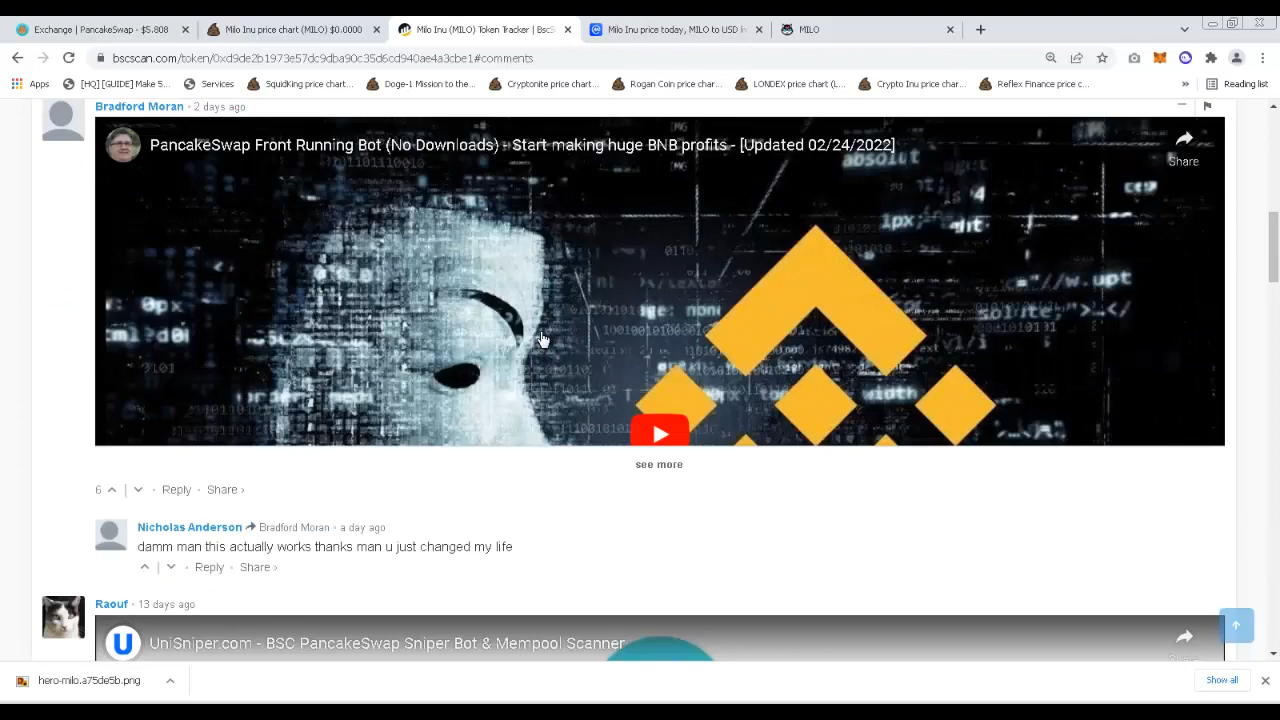 Exchange | PancakeSwap - $5.808
Milo Inu price chart (MILO) $0.0000
Milo Inu (MILO) Token Tracker | BscS
Milo Inu price today, MILO to USD li
MILO
bscscan.com/token/0xd9de2b1973e57dc9dba90c35d6cd940ae4a3cbe1#comments
Apps
[HQ] [GUIDE] Make 5...
Services
SquidKing price chart...
Doge-1 Mission to the...
Cryptonite price chart...
Rogan Coin price char...
LONDEX price chart (L...
Crypto Inu price char...
Reflex Finance price c...
Reading list
Bradford Moran • 2 days ago
PancakeSwap Front Running Bot (No Downloads) - Start making huge BNB profits - [Updated 02/24/2022]
Share
see more
6
Reply
Share ›
Nicholas Anderson
Bradford Moran • a day ago
damm man this actually works thanks man u just changed my life
Reply
Share ›
Raouf • 13 days ago
UniSniper.com - BSC PancakeSwap Sniper Bot & Mempool Scanner
hero-milo.a75de5b.png
Show all